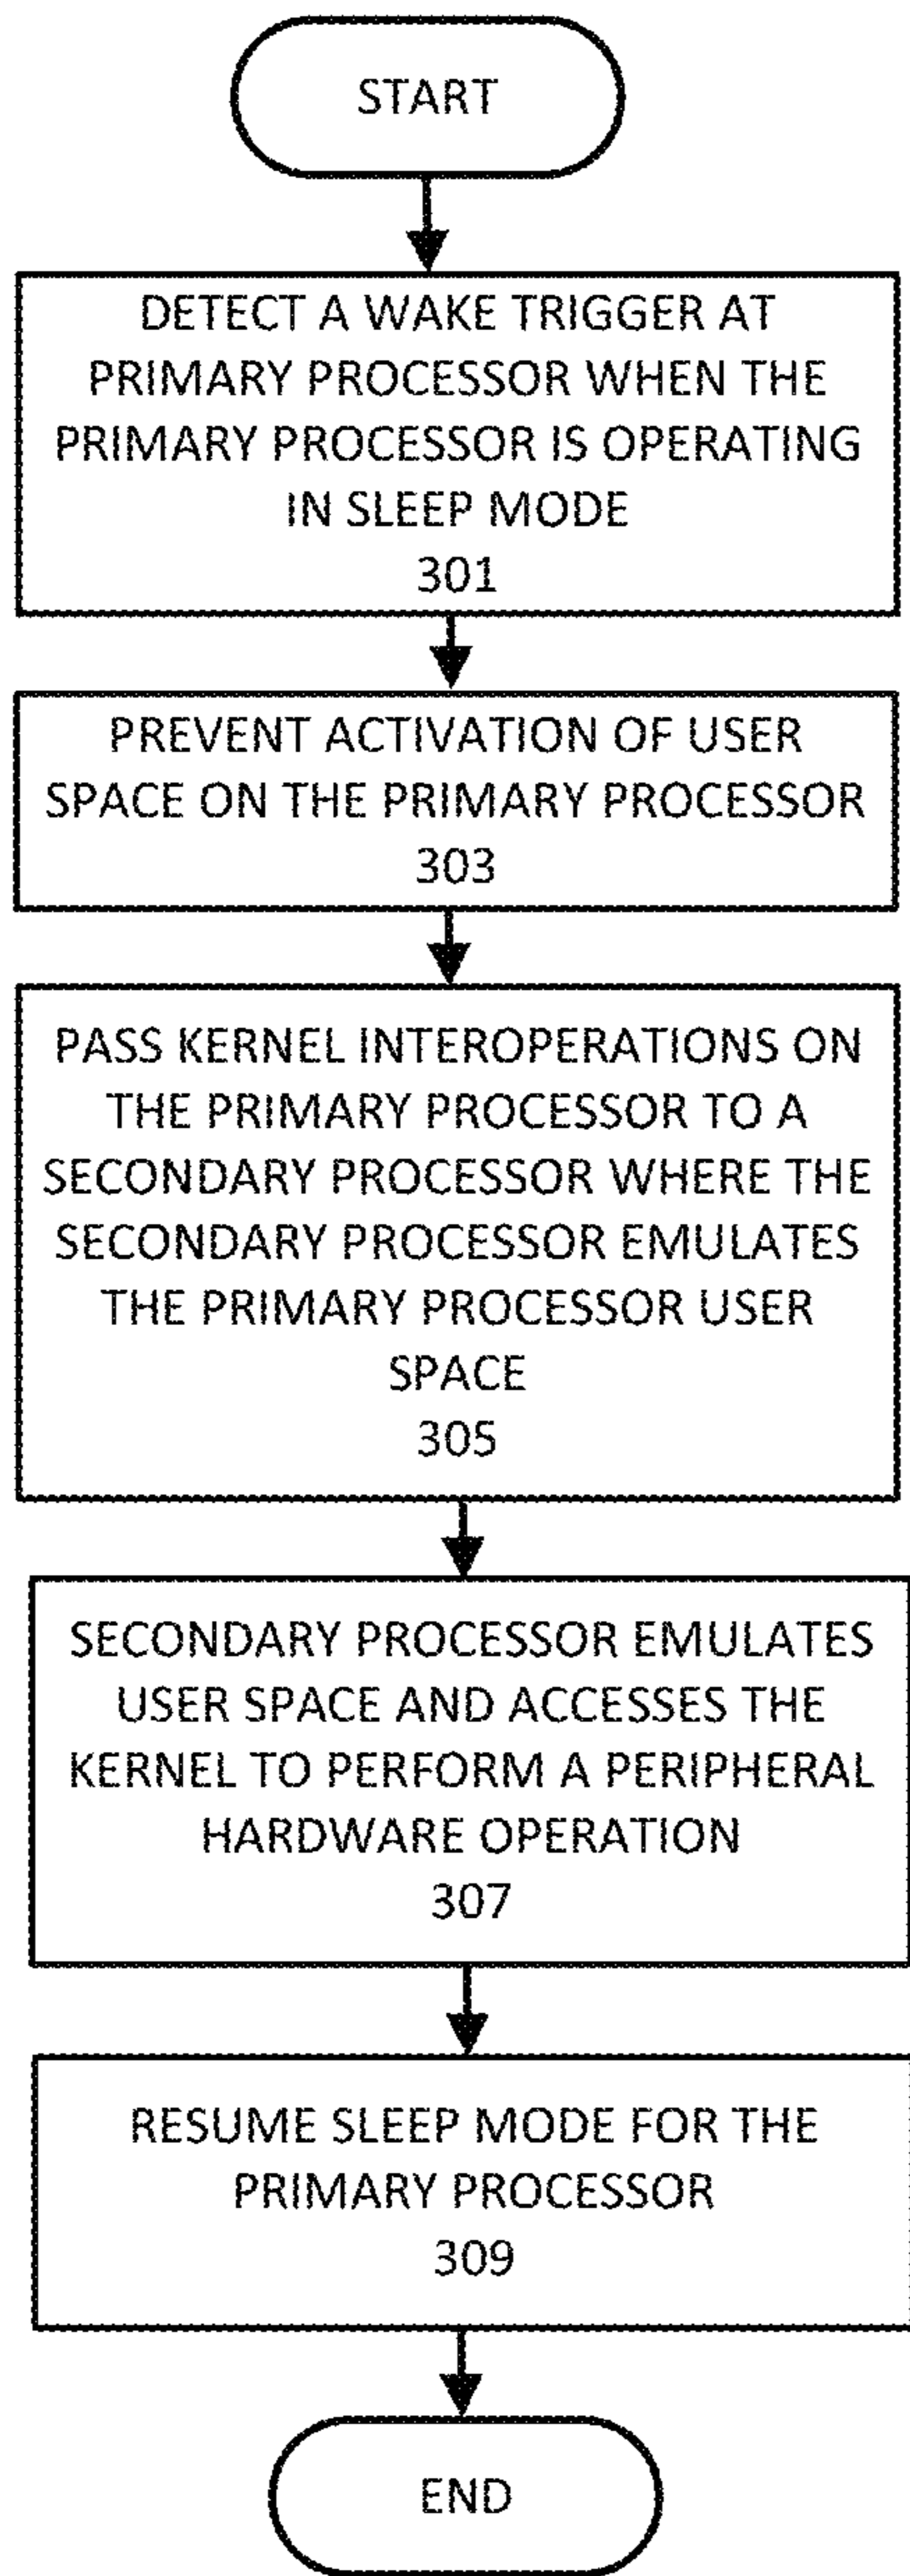 START
DETECT A WAKE TRIGGER AT
PRIMARY PROCESSOR WHEN THE
PRIMARY PROCESSOR IS OPERATING
IN SLEEP MODE
301
PREVENT ACTIVATION OF USER
SPACE ON THE PRIMARY PROCESSOR
303
PASS KERNEL INTEROPERATIONS ON
THE PRIMARY PROCESSOR TO A
SECONDARY PROCESSOR WHERE THE
SECONDARY PROCESSOR EMULATES
THE PRIMARY PROCESSOR USER
SPACE
305
SECONDARY PROCESSOR EMULATES
USER SPACE AND ACCESSES THE
KERNEL TO PERFORM A PERIPHERAL
HARDWARE OPERATION
307
RESUME SLEEP MODE FOR THE
PRIMARY PROCESSOR
309
END